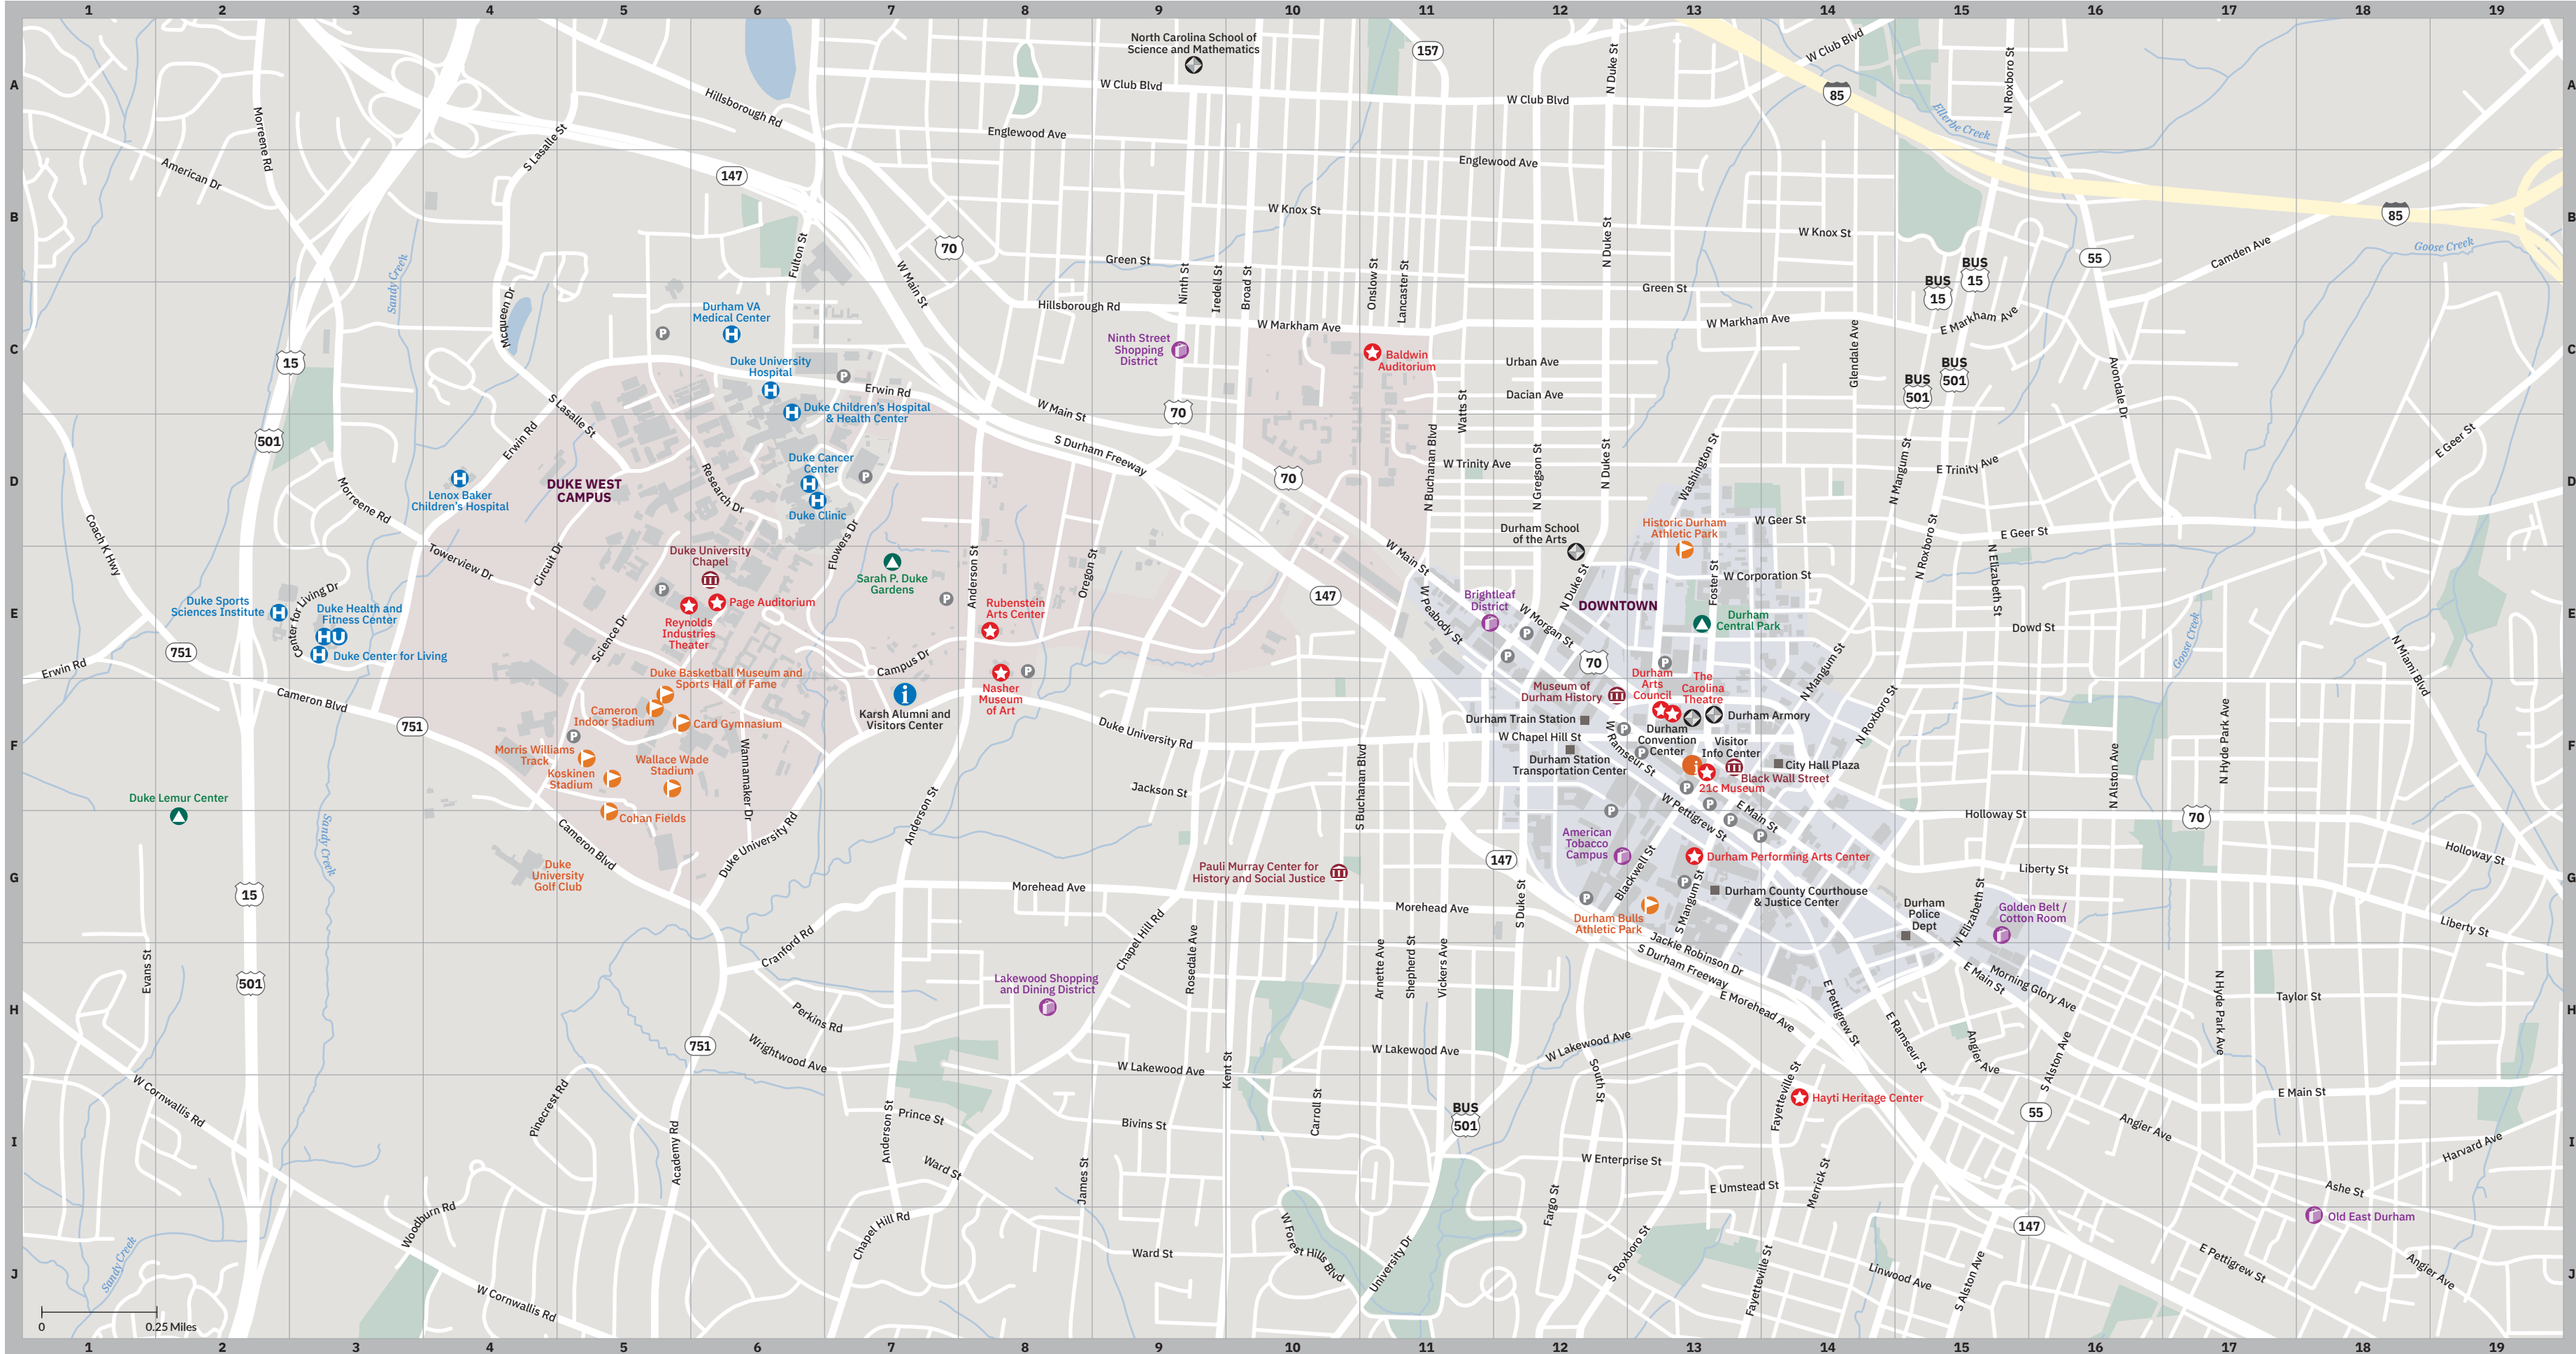 1 2 3 4 5 6 7 8 9 10 11 12 13 14 15 16 17 18 19
A
North Carolina School of
Science and Mathematics
157
W Club Blvd
N Duke St
W Club Blvd
85
W Club Blvd
N Roxboro St
Ellerbe Creek
A
Hillsborough Rd
Morreene Rd
S Lasalle St
Englewood Ave
Englewood Ave
American Dr
147
B
W Knox St
N Duke St
W Knox St
85
B
Fulton St
70
W Main St
Green St
Ninth St
Iredell St
Broad St
Onslow St
Lancaster St
Green St
BUS
15
BUS
15
55
Camden Ave
Goose Creek
Sandy Creek
Mcqueen Dr
Durham VA
Medical Center
H
P
Hillsborough Rd
W Markham Ave
W Markham Ave
E Markham Ave
C
15
Duke University
Hospital
H
P
Erwin Rd
Ninth Street
Shopping
District
Baldwin
Auditorium
Urban Ave
Dacian Ave
Glendale Ave
BUS
501
BUS
501
Avondale Dr
C
H
Duke Children's Hospital
& Health Center
W Main St
70
Watts St
S Lasalle St
501
Erwin Rd
S Durham Freeway
N Buchanan Blvd
W Trinity Ave
N Gregson St
N Duke St
Washington St
N Mangum St
E Trinity Ave
E Geer St
D
H
Lenox Baker
Children's Hospital
DUKE WEST
CAMPUS
Research Dr
Duke Cancer
Center
H
P
H
Duke Clinic
70
D
Morreene Rd
Coach K Hwy
Durham School
of the Arts
Historic Durham
Athletic Park
W Geer St
N Roxboro St
E Geer St
Towerview Dr
Circuit Dr
Duke University
Chapel
Flowers Dr
Sarah P. Duke
Gardens
Anderson St
Oregon St
W Main St
N Duke St
Foster St
W Corporation St
N Elizabeth St
E
Duke Sports
Sciences Institute
H
Center for Living Dr
Duke Health and
Fitness Center
H U
H
Duke Center for Living
P
Page Auditorium
Reynolds
Industries
Theater
Science Dr
P
Rubenstein
Arts Center
147
W Peabody St
Brightleaf
District
W Morgan St
P
P
DOWNTOWN
Durham
Central Park
Dowd St
Goose Creek
N Miami Blvd
E
Erwin Rd
751
Campus Dr
P
70
P
Cameron Blvd
751
Duke Basketball Museum and
Sports Hall of Fame
Cameron
Indoor Stadium
Card Gymnasium
i
Karsh Alumni and
Visitors Center
Nasher
Museum
of Art
Duke University Rd
Museum of
Durham History
Durham
Arts
Council
The
Carolina
Theatre
Durham Armory
N Mangum St
N Roxboro St
N Hyde Park Ave
F
P
Morris Williams
Track
Koskinen
Stadium
Wallace Wade
Stadium
Wannamaker Dr
Durham Train Station
W Chapel Hill St
P
W Ramseur St
Durham
Convention
Center
P
Visitor
Info Center
i
Durham Station
Transportation Center
City Hall Plaza
Black Wall Street
21c Museum
N Alston Ave
F
Duke Lemur Center
Cohan Fields
Jackson St
S Buchanan Blvd
Anderson St
P
P
P
P
P
W Pettigrew St
E Main St
Holloway St
70
G
Sandy Creek
Cameron Blvd
Duke
University
Golf Club
Duke University Rd
Pauli Murray Center for
History and Social Justice
147
American
Tobacco
Campus
Blackwell St
Durham Performing Arts Center
Liberty St
Holloway St
G
15
Morehead Ave
Morehead Ave
S Duke St
P
P
S Mangum St
Durham County Courthouse
& Justice Center
Durham Bulls
Athletic Park
Durham
Police
Dept
N Elizabeth St
Golden Belt /
Cotton Room
Liberty St
Cranford Rd
Chapel Hill Rd
Rosedale Ave
Arnette Ave
Shepherd St
Vickers Ave
Jackie Robinson Dr
S Durham Freeway
H
Evans St
501
Lakewood Shopping
and Dining District
E Morehead Ave
E Pettigrew St
E Ramseur St
E Main St
Morning Glory Ave
N Hyde Park Ave
Taylor St
H
Perkins Rd
Wrightwood Ave
751
W Lakewood Ave
Kent St
W Lakewood Ave
W Lakewood Ave
Angier Ave
S Alston Ave
W Cornwallis Rd
Pinecrest Rd
Academy Rd
Anderson St
Prince St
Bivins St
Carroll St
BUS
501
South St
Fayetteville St
Hayti Heritage Center
55
E Main St
I
Ward St
James St
W Enterprise St
E Umstead St
Merrick St
Angier Ave
Harvard Ave
I
Ashe St
Woodburn Rd
Chapel Hill Rd
Ward St
W Forest Hills Blvd
University Dr
Fargo St
S Roxboro St
Fayetteville St
147
Old East Durham
J
Sandy Creek
W Cornwallis Rd
Linwood Ave
S Alston Ave
E Pettigrew St
Angier Ave
J
0 0.25 Miles
1 2 3 4 5 6 7 8 9 10 11 12 13 14 15 16 17 18 19